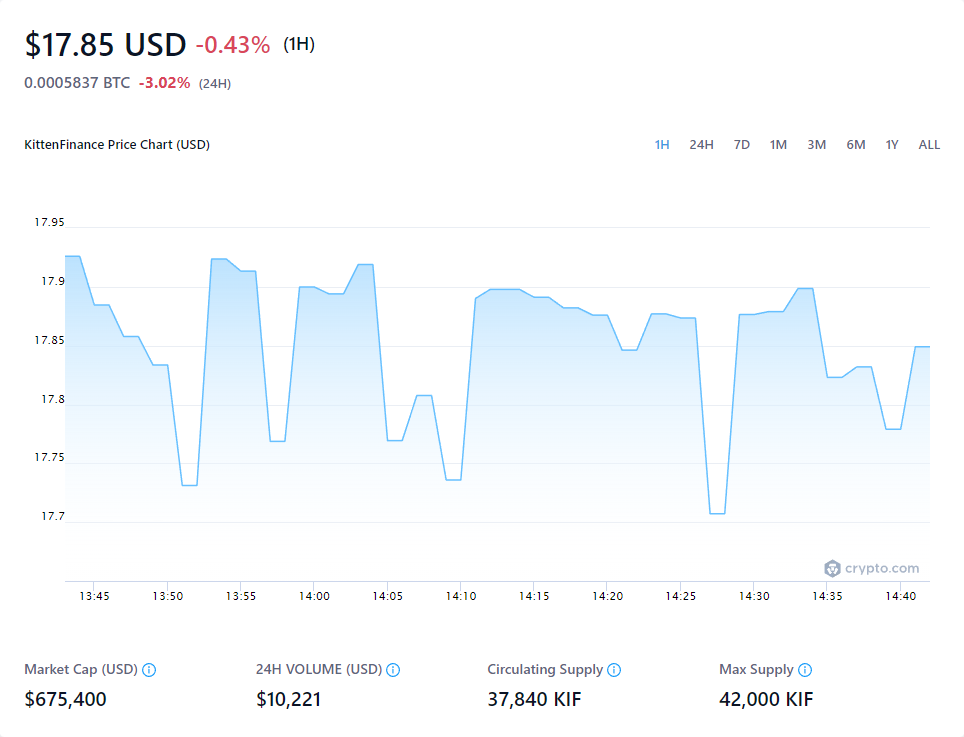 $17.85 USD -0.43% (1H)
0.0005837 BTC -3.02% (24H)
KittenFinance Price Chart (USD) 1H 24H 7D 1M 3M 6M 1Y ALL
17.95
17.9
17.85
17.8
17.75
17.7
crypto.com
13:45 13:50 13:55 14:00 14:05 14:10 14:15 14:20 14:25 14:30 14:35 14:40
Market Cap (USD) 24H VOLUME (USD) Circulating Supply Max Supply
$675,400 $10,221 37,840 KIF 42,000 KIF